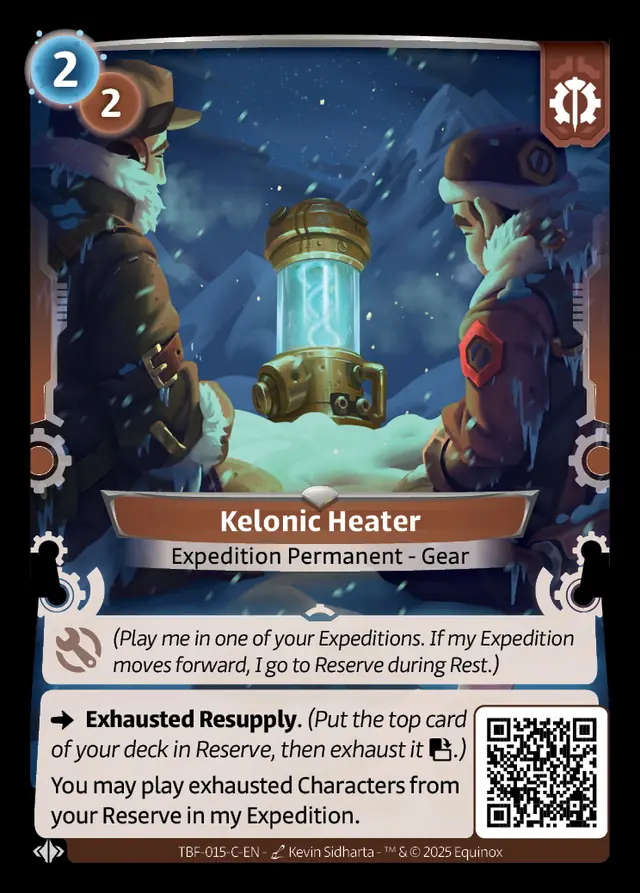 2
2
Kelonic Heater
Expedition Permanent - Gear
(Play me in one of your Expeditions. If my Expedition
moves forward, I go to Reserve during Rest.)
Exhausted Resupply. (Put the top card
of your deck in Reserve, then exhaust it .)
You may play exhausted Characters from
your Reserve in my Expedition.
TBF-015-C-EN - Kevin Sidharta - ™ & © 2025 Equinox